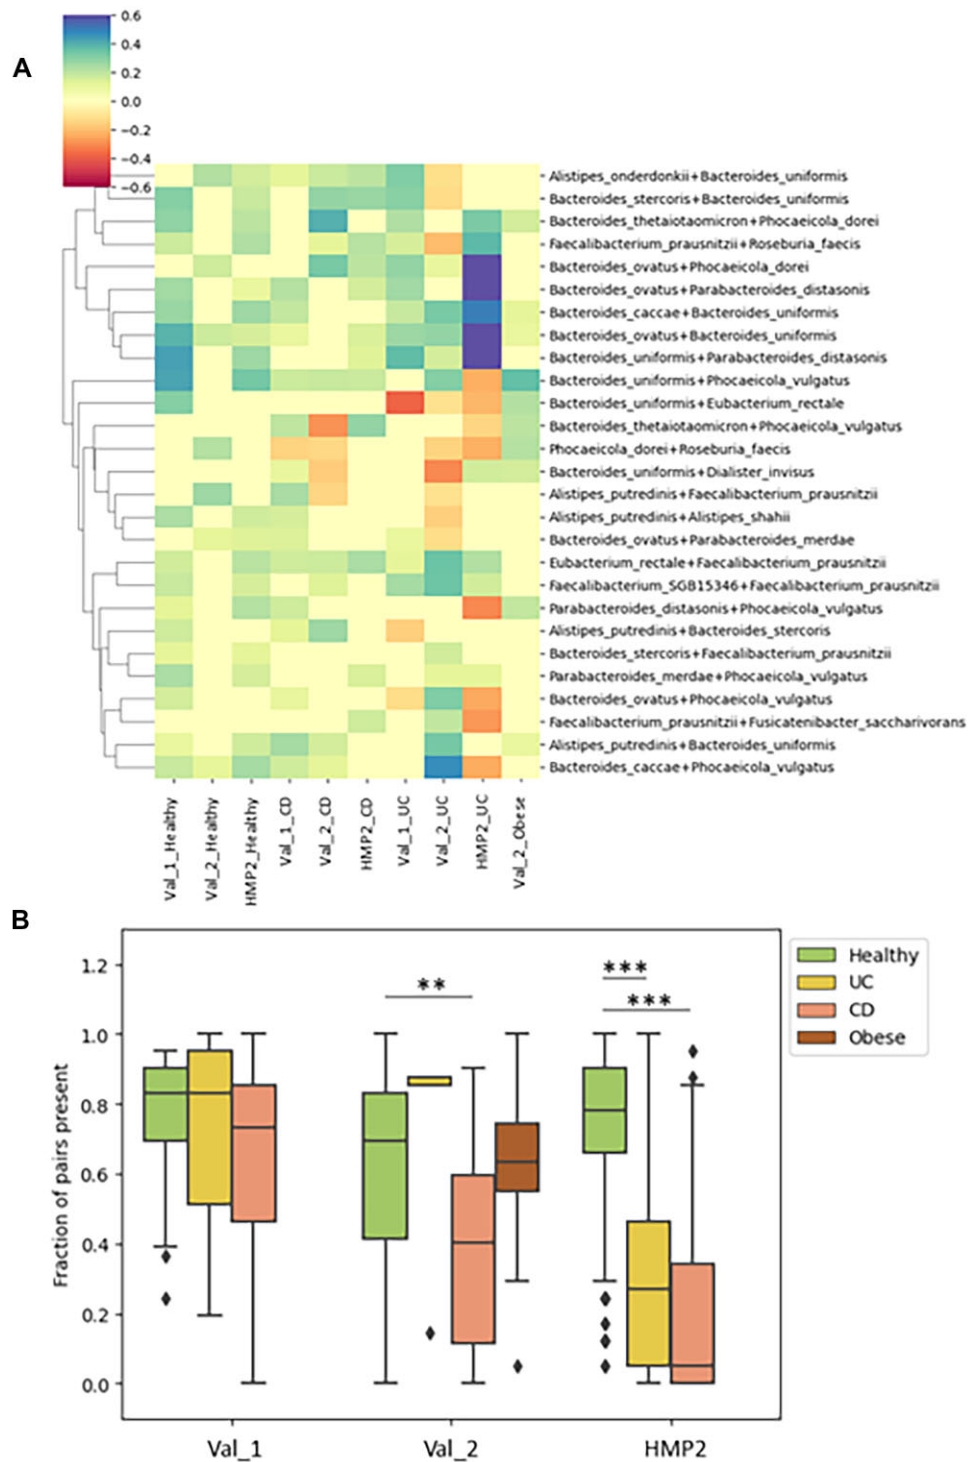 A
0.6
0.4
0.2
0.0
−0.2
−0.4
−0.6
Alistipes_onderdonkii+Bacteroides_uniformis
Bacteroides_stercoris+Bacteroides_uniformis
Bacteroides_thetaiotaomicron+Phocaeicola_dorei
Faecalibacterium_prausnitzii+Roseburia_faecis
Bacteroides_ovatus+Phocaeicola_dorei
Bacteroides_ovatus+Parabacteroides_distasonis
Bacteroides_caccae+Bacteroides_uniformis
Bacteroides_ovatus+Bacteroides_uniformis
Bacteroides_uniformis+Parabacteroides_distasonis
Bacteroides_uniformis+Phocaeicola_vulgatus
Bacteroides_uniformis+Eubacterium_rectale
Bacteroides_thetaiotaomicron+Phocaeicola_vulgatus
Phocaeicola_dorei+Roseburia_faecis
Bacteroides_uniformis+Dialister_invisus
Alistipes_putredinis+Faecalibacterium_prausnitzii
Alistipes_putredinis+Alistipes_shahii
Bacteroides_ovatus+Parabacteroides_merdae
Eubacterium_rectale+Faecalibacterium_prausnitzii
Faecalibacterium_SGB15346+Faecalibacterium_prausnitzii
Parabacteroides_distasonis+Phocaeicola_vulgatus
Alistipes_putredinis+Bacteroides_stercoris
Bacteroides_stercoris+Faecalibacterium_prausnitzii
Parabacteroides_merdae+Phocaeicola_vulgatus
Bacteroides_ovatus+Phocaeicola_vulgatus
Faecalibacterium_prausnitzii+Fusicatenibacter_saccharivorans
Alistipes_putredinis+Bacteroides_uniformis
Bacteroides_caccae+Phocaeicola_vulgatus
Val_1_Healthy
Val_2_Healthy
HMP2_Healthy
Val_1_CD
Val_2_CD
HMP2_CD
Val_1_UC
Val_2_UC
HMP2_UC
Val_2_Obese
B
Fraction of pairs present
1.2
1.0
0.8
0.6
0.4
0.2
0.0
**
***
***
Healthy
UC
CD
Obese
Val_1
Val_2
HMP2